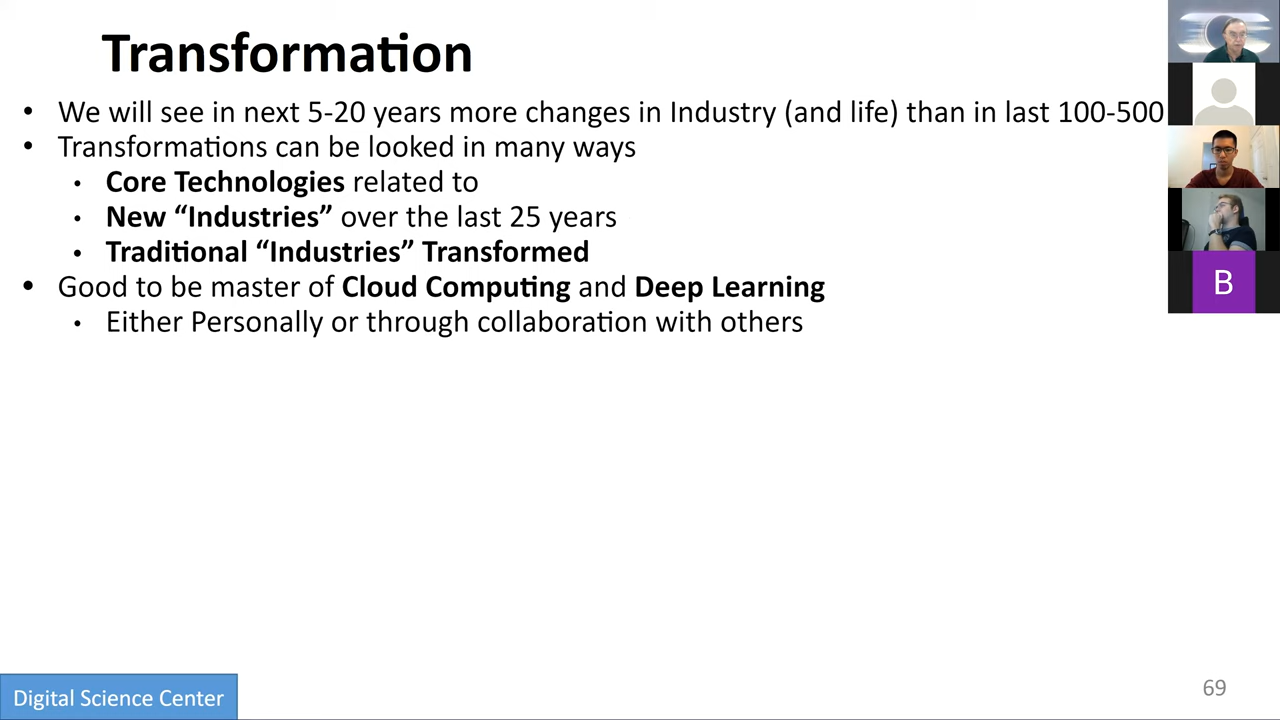 Transformation
• We will see in next 5-20 years more changes in Industry (and life) than in last 100-500
• Transformations can be looked in many ways
• Core Technologies related to
• New “Industries” over the last 25 years
• Traditional “Industries” Transformed
• Good to be master of Cloud Computing and Deep Learning
• Either Personally or through collaboration with others
B
Digital Science Center
69